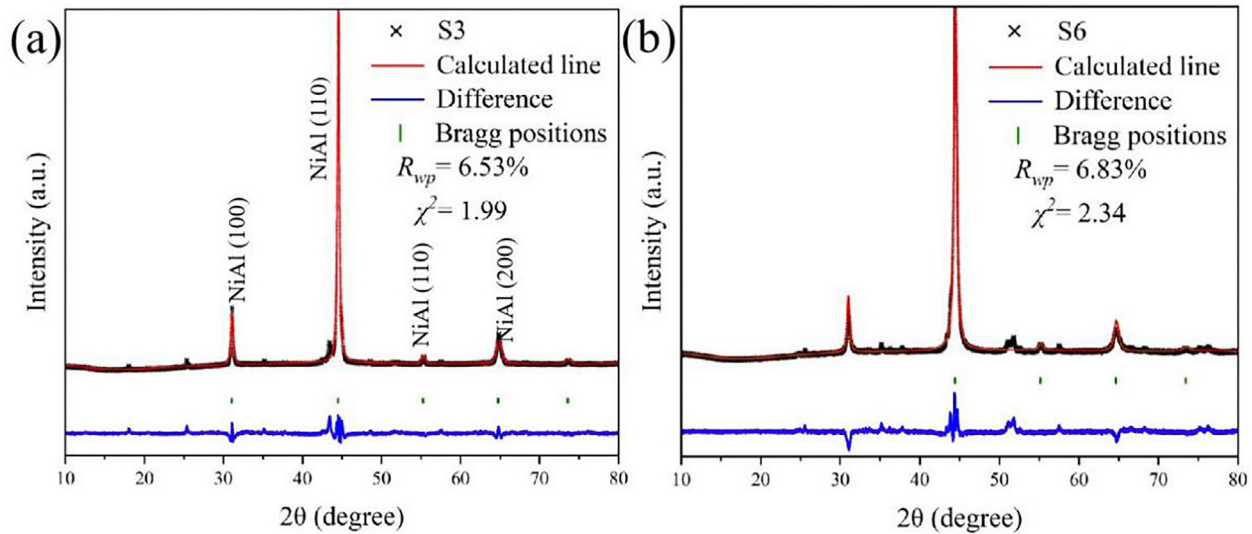 (a)
× S3
Calculated line
Difference
Bragg positions
R_wp= 6.53%
χ²= 1.99
NiAl (100)
NiAl (110)
NiAl (110)
NiAl (200)
Intensity (a.u.)
10 20 30 40 50 60 70 80
2θ (degree)
(b)
× S6
Calculated line
Difference
Bragg positions
R_wp= 6.83%
χ²= 2.34
Intensity (a.u.)
10 20 30 40 50 60 70 80
2θ (degree)